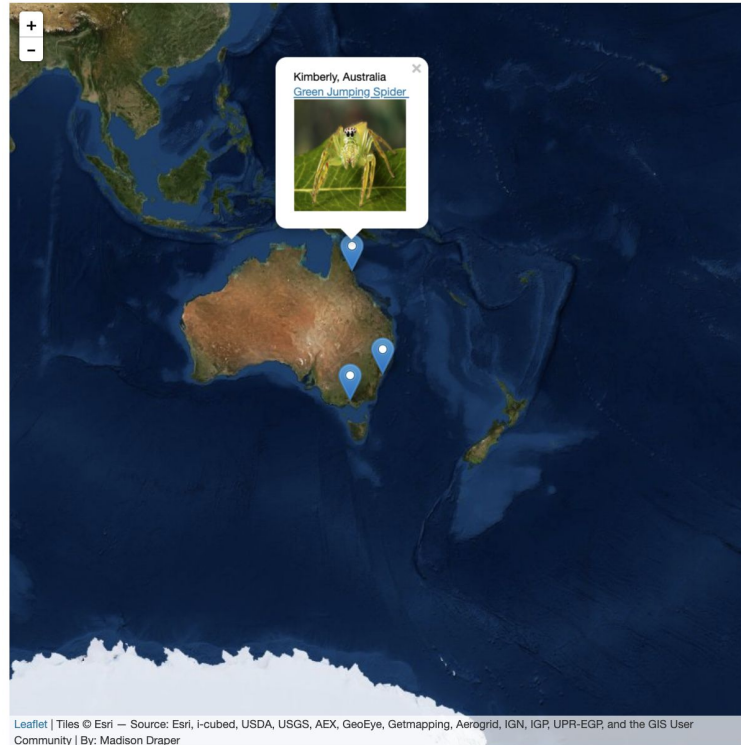 +
-
×
Kimberly, Australia
Green Jumping Spider
Leaflet | Tiles © Esri — Source: Esri, i-cubed, USDA, USGS, AEX, GeoEye, Getmapping, Aerogrid, IGN, IGP, UPR-EGP, and the GIS User
Community | By: Madison Draper